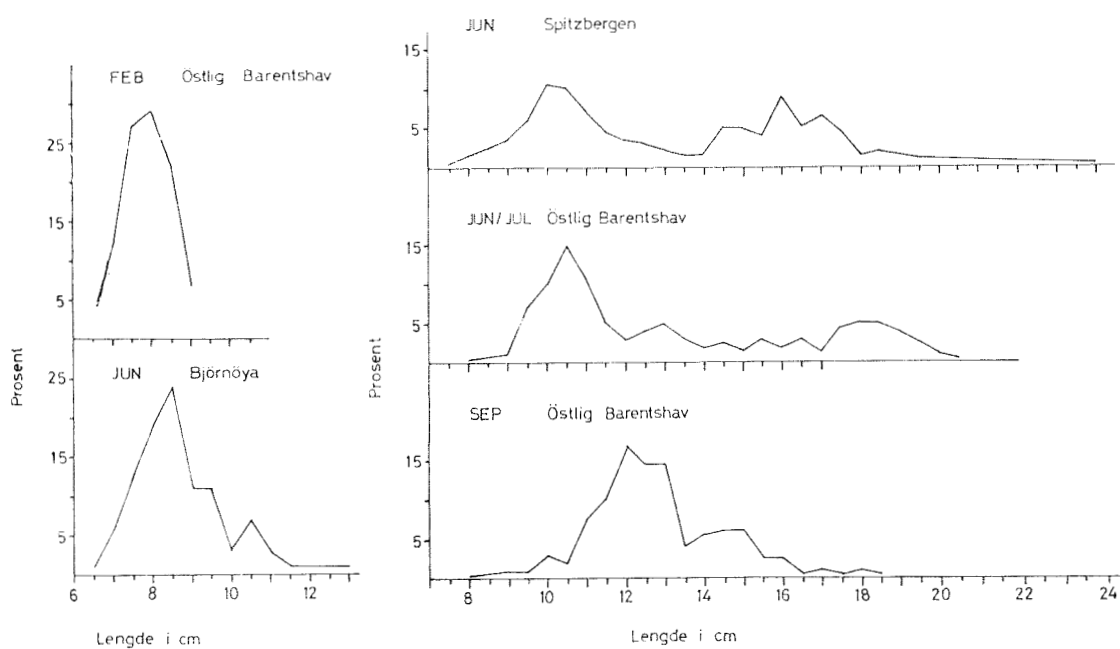 FEB Östlig Barentshav
25
15
5
JUN Björnöya
25
15
5
6 8 10 12
Prosent
Lengde i cm
JUN Spitzbergen
15
5
JUN/JUL Östlig Barentshav
15
5
SEP Östlig Barentshav
15
5
8 10 12 14 16 18 20 22 24
Prosent
Lengde i cm